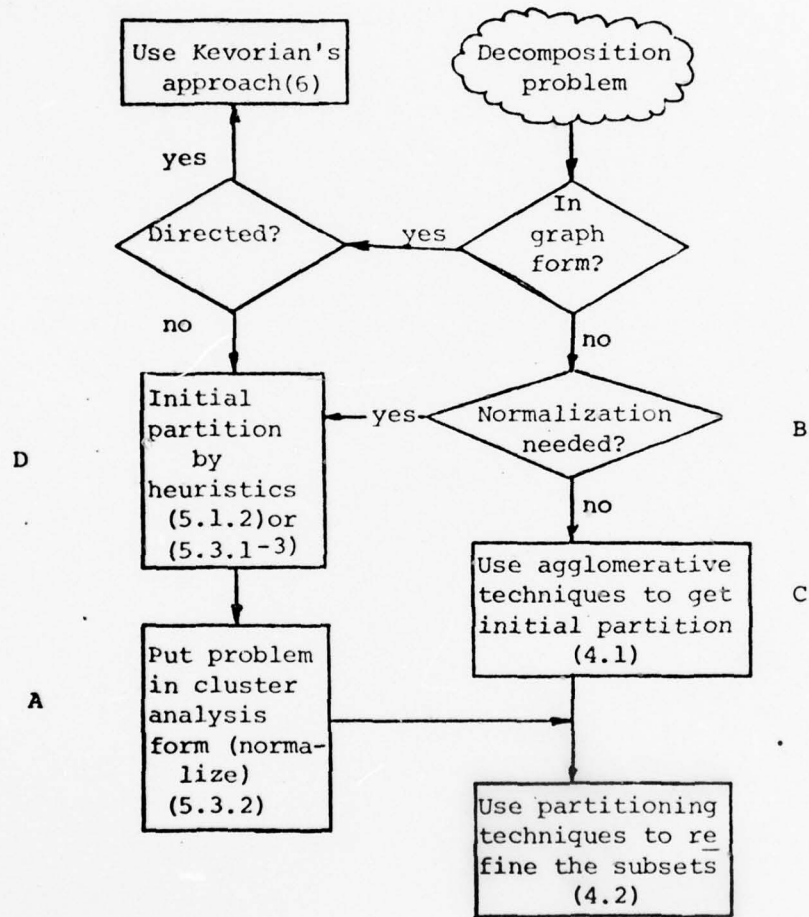 Use Kevorian's
approach(6)
Decomposition
problem
yes
Directed?
yes
In
graph
form?
no
no
Initial
partition
by
heuristics
(5.1.2)or
(5.3.1-3)
yes
Normalization
needed?
B
D
no
Use agglomerative
techniques to get
initial partition
(4.1)
C
A
Put problem
in cluster
analysis
form (norma-
lize)
(5.3.2)
Use partitioning
techniques to re
fine the subsets
(4.2)